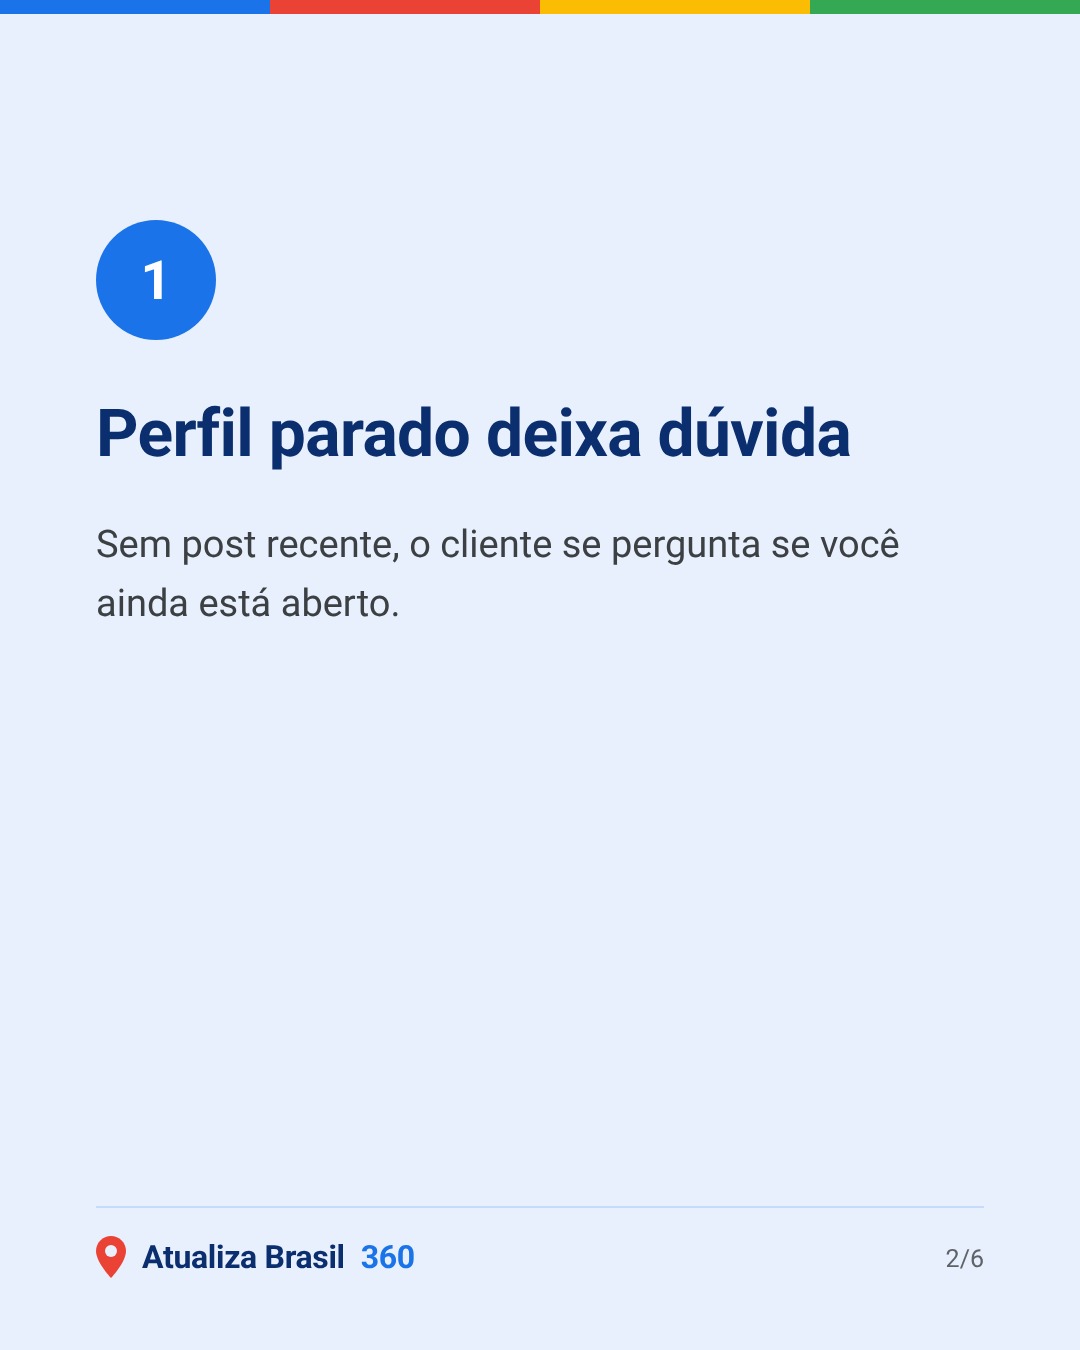 1
Perfil parado deixa dúvida
Sem post recente, o cliente se pergunta se você
ainda está aberto.
Atualiza Brasil 360
2/6